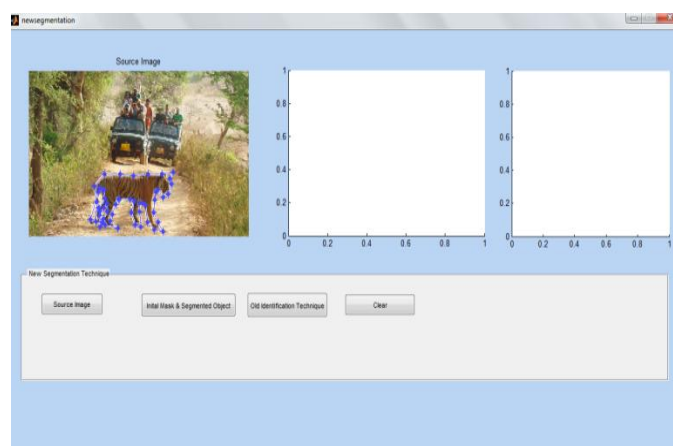 newsegmentation
Source Image
1
0.8
0.6
0.4
0.2
0
0 0.2 0.4 0.6 0.8 1
1
0.8
0.6
0.4
0.2
0
0 0.2 0.4 0.6 0.8 1
New Segmentation Technique
Source Image
Inital Mask & Segmented Object
Old Identification Technique
Clear